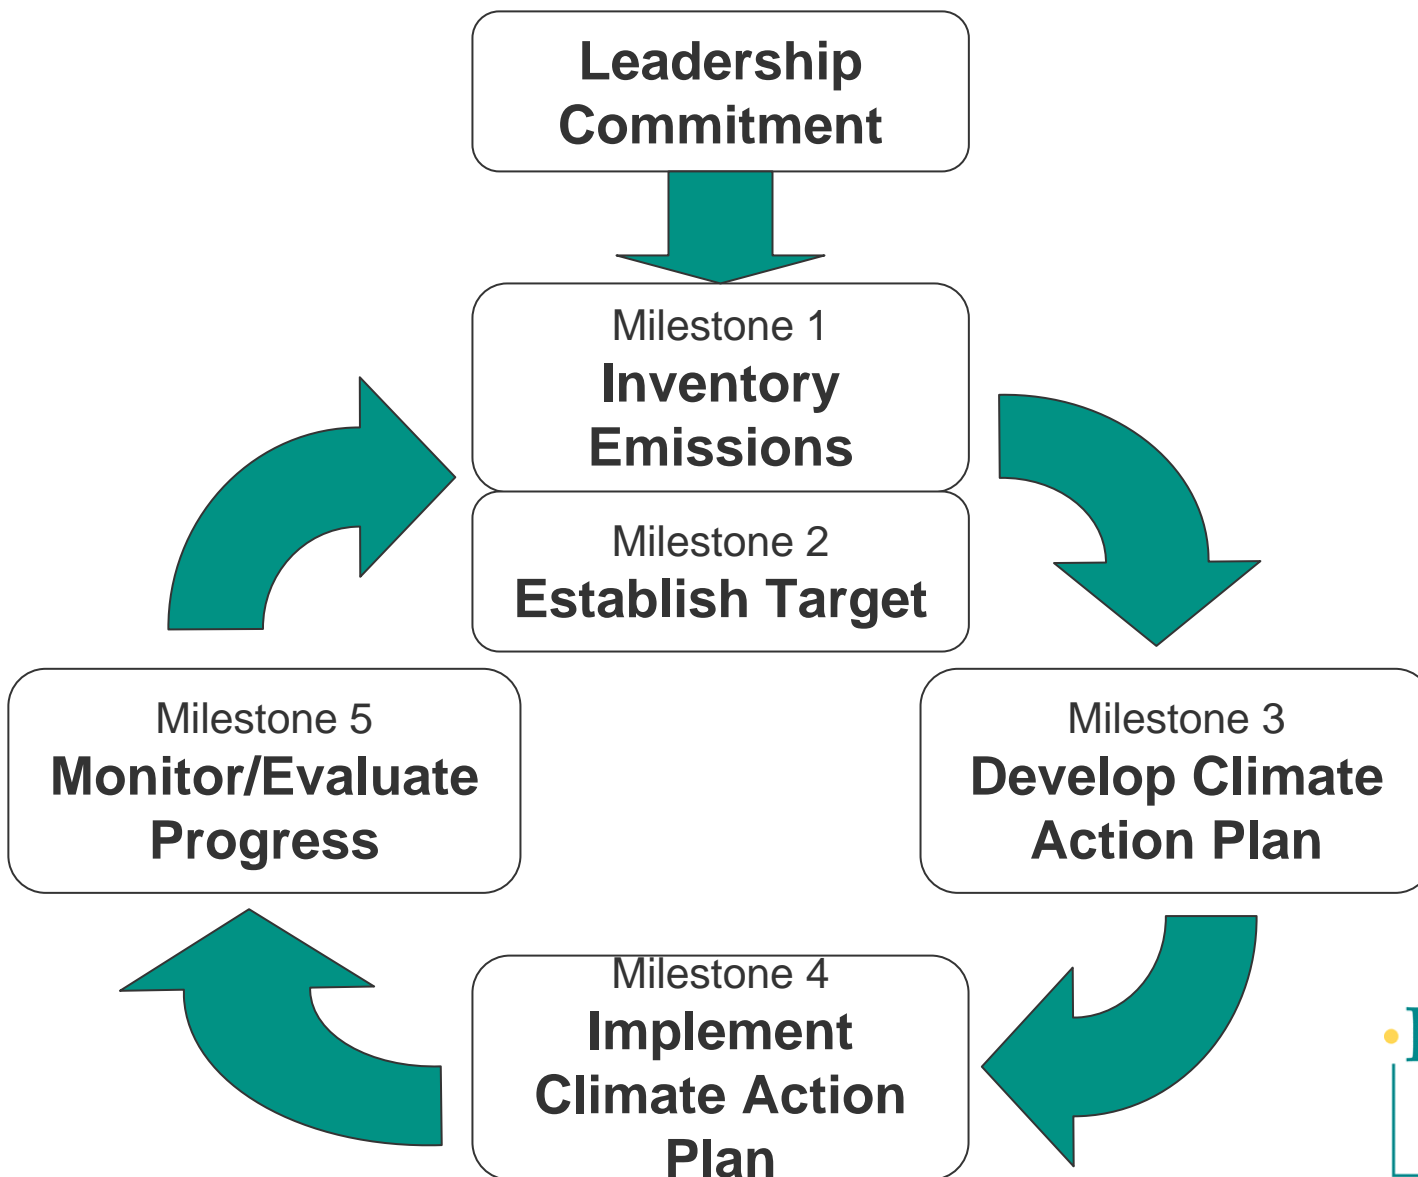 Leadership
Commitment
Milestone 1
Inventory
Emissions
Milestone 2
Establish Target
Milestone 5
Monitor/Evaluate
Progress
Milestone 3
Develop Climate
Action Plan
Milestone 4
Implement
Climate Action
Plan